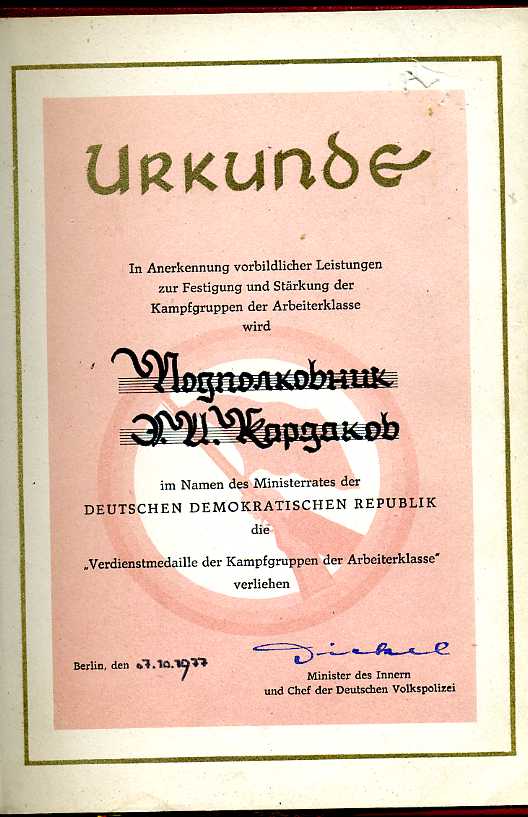 URKUNDE
In Anerkennung vorbildlicher Leistungen
zur Festigung und Stärkung der
Kampfgruppen der Arbeiterklasse
wird
Подполковник
Э.И.Кардаков
im Namen des Ministerrates der
DEUTSCHEN DEMOKRATISCHEN REPUBLIK
die
„Verdienstmedaille der Kampfgruppen der Arbeiterklasse"
verliehen
Dickel
Berlin, den 07.10.1977
Minister des Innern
und Chef der Deutschen Volkspolizei